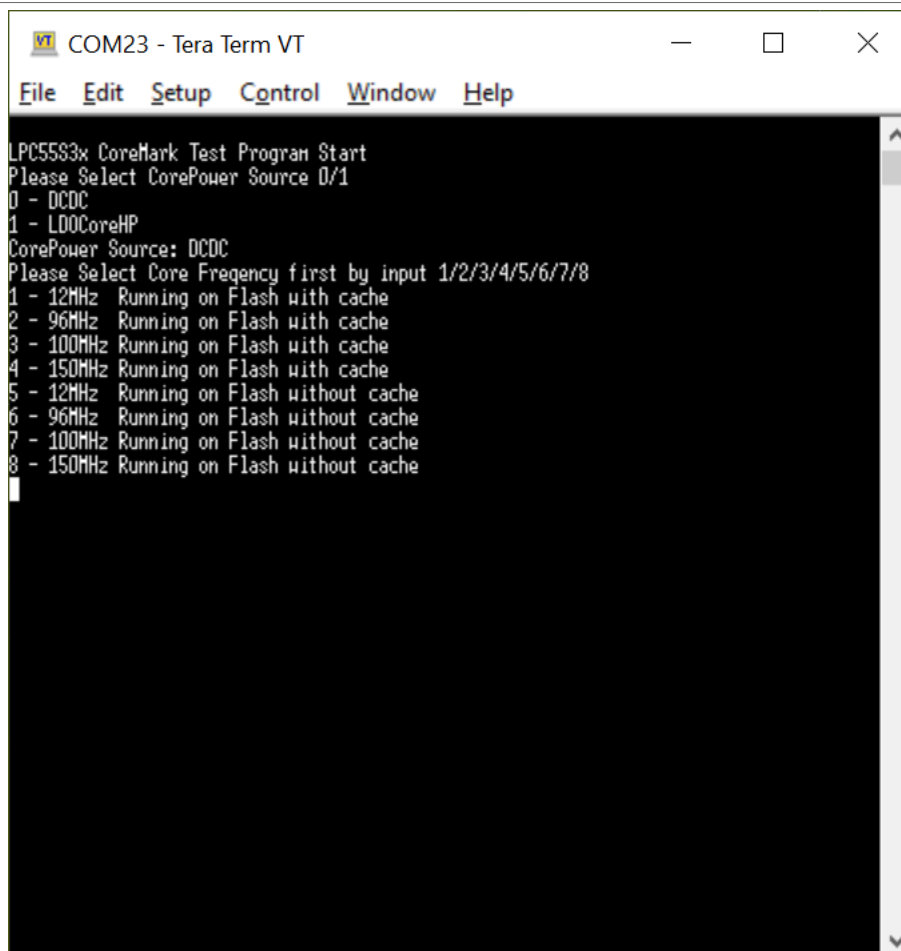 COM23 - Tera Term VT
File Edit Setup Control Window Help
LPC55S3x CoreMark Test Program Start
Please Select CorePower Source 0/1
0 - DCDC
1 - LDOCoreHP
CorePower Source: DCDC
Please Select Core Freqency first by input 1/2/3/4/5/6/7/8
1 - 12MHz  Running on Flash with cache
2 - 96MHz  Running on Flash with cache
3 - 100MHz Running on Flash with cache
4 - 150MHz Running on Flash with cache
5 - 12MHz  Running on Flash without cache
6 - 96MHz  Running on Flash without cache
7 - 100MHz Running on Flash without cache
8 - 150MHz Running on Flash without cache